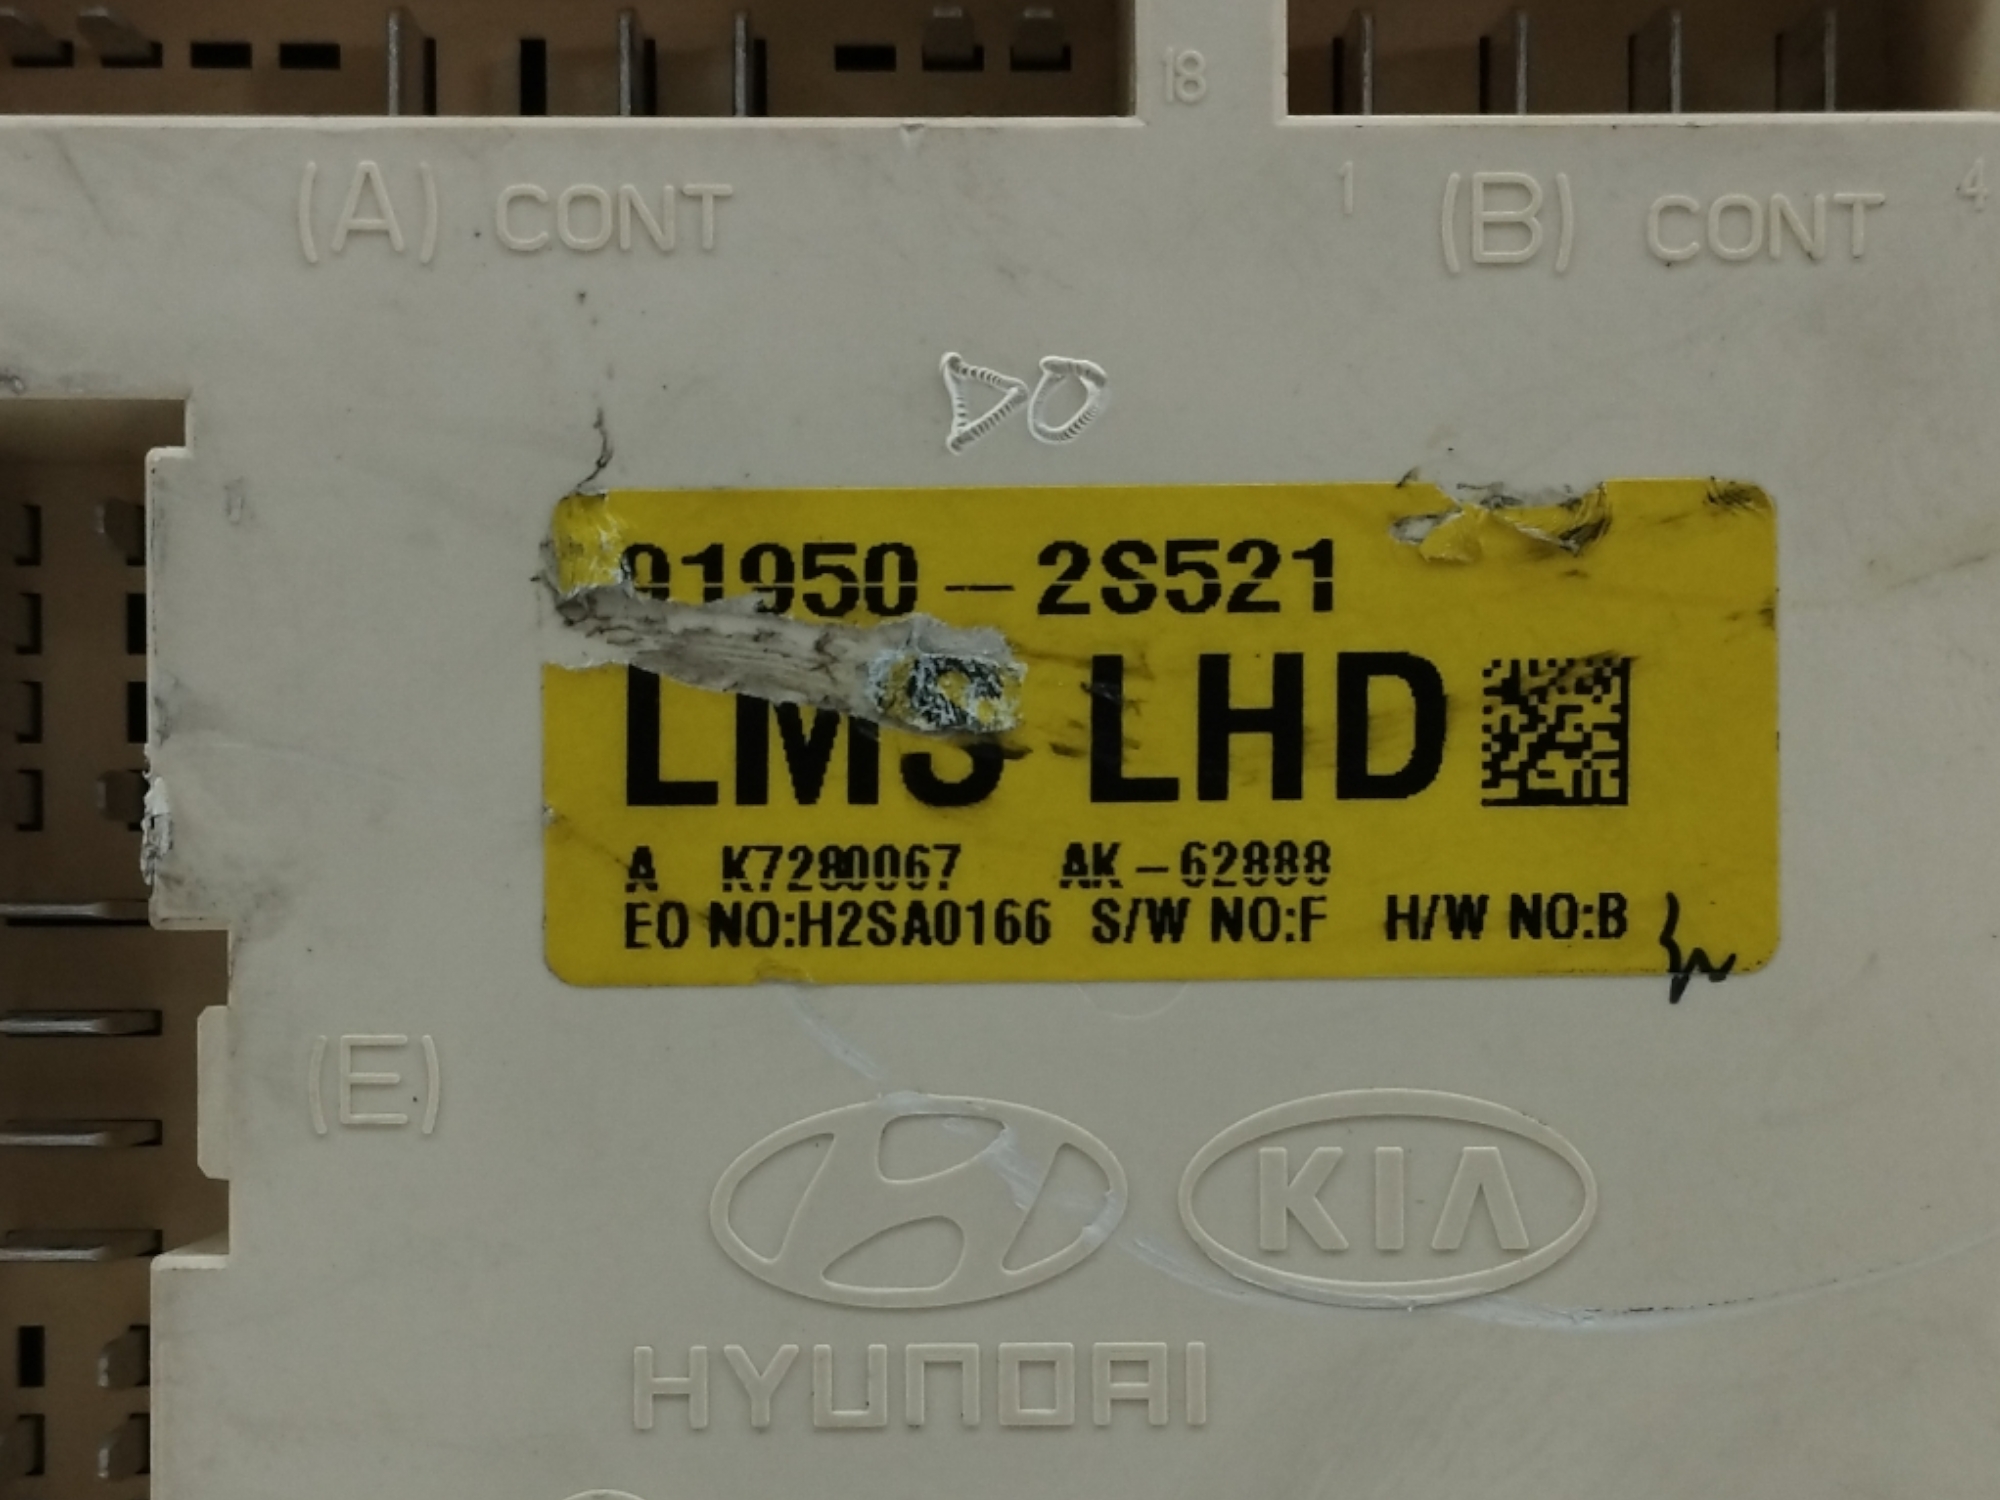 18
(A) CONT
1 (B) CONT 4
DO
91950-2S521
LMS LHD
A K7280067 AK-62888
EO NO:H2SA0166 S/W NO:F H/W NO:B
(E)
KIA
HYUNDAI